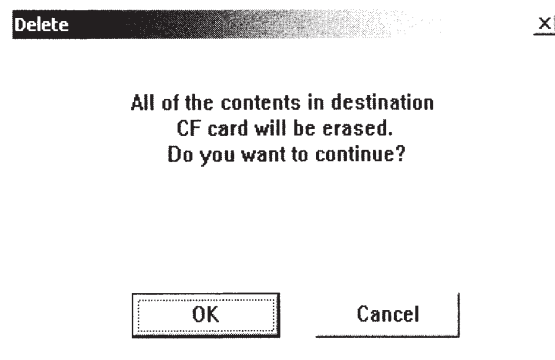 Delete
All of the contents in destination
CF card will be erased.
Do you want to continue?
OK Cancel